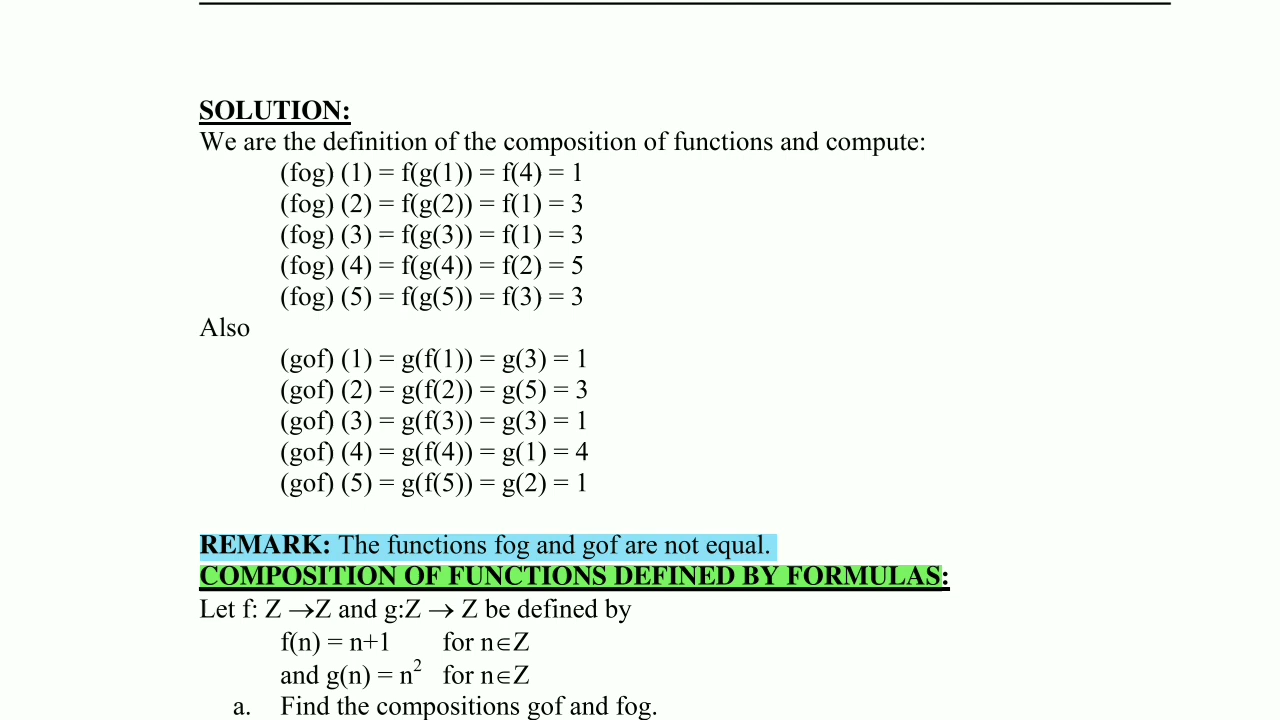 SOLUTION:
We are the definition of the composition of functions and compute:
(fog) (1) = f(g(1)) = f(4) = 1
(fog) (2) = f(g(2)) = f(1) = 3
(fog) (3) = f(g(3)) = f(1) = 3
(fog) (4) = f(g(4)) = f(2) = 5
(fog) (5) = f(g(5)) = f(3) = 3
Also
(gof) (1) = g(f(1)) = g(3) = 1
(gof) (2) = g(f(2)) = g(5) = 3
(gof) (3) = g(f(3)) = g(3) = 1
(gof) (4) = g(f(4)) = g(1) = 4
(gof) (5) = g(f(5)) = g(2) = 1
REMARK: The functions fog and gof are not equal.
COMPOSITION OF FUNCTIONS DEFINED BY FORMULAS:
Let f: Z →Z and g:Z → Z be defined by
f(n) = n+1 for n∈Z
and g(n) = n² for n∈Z
a. Find the compositions gof and fog.